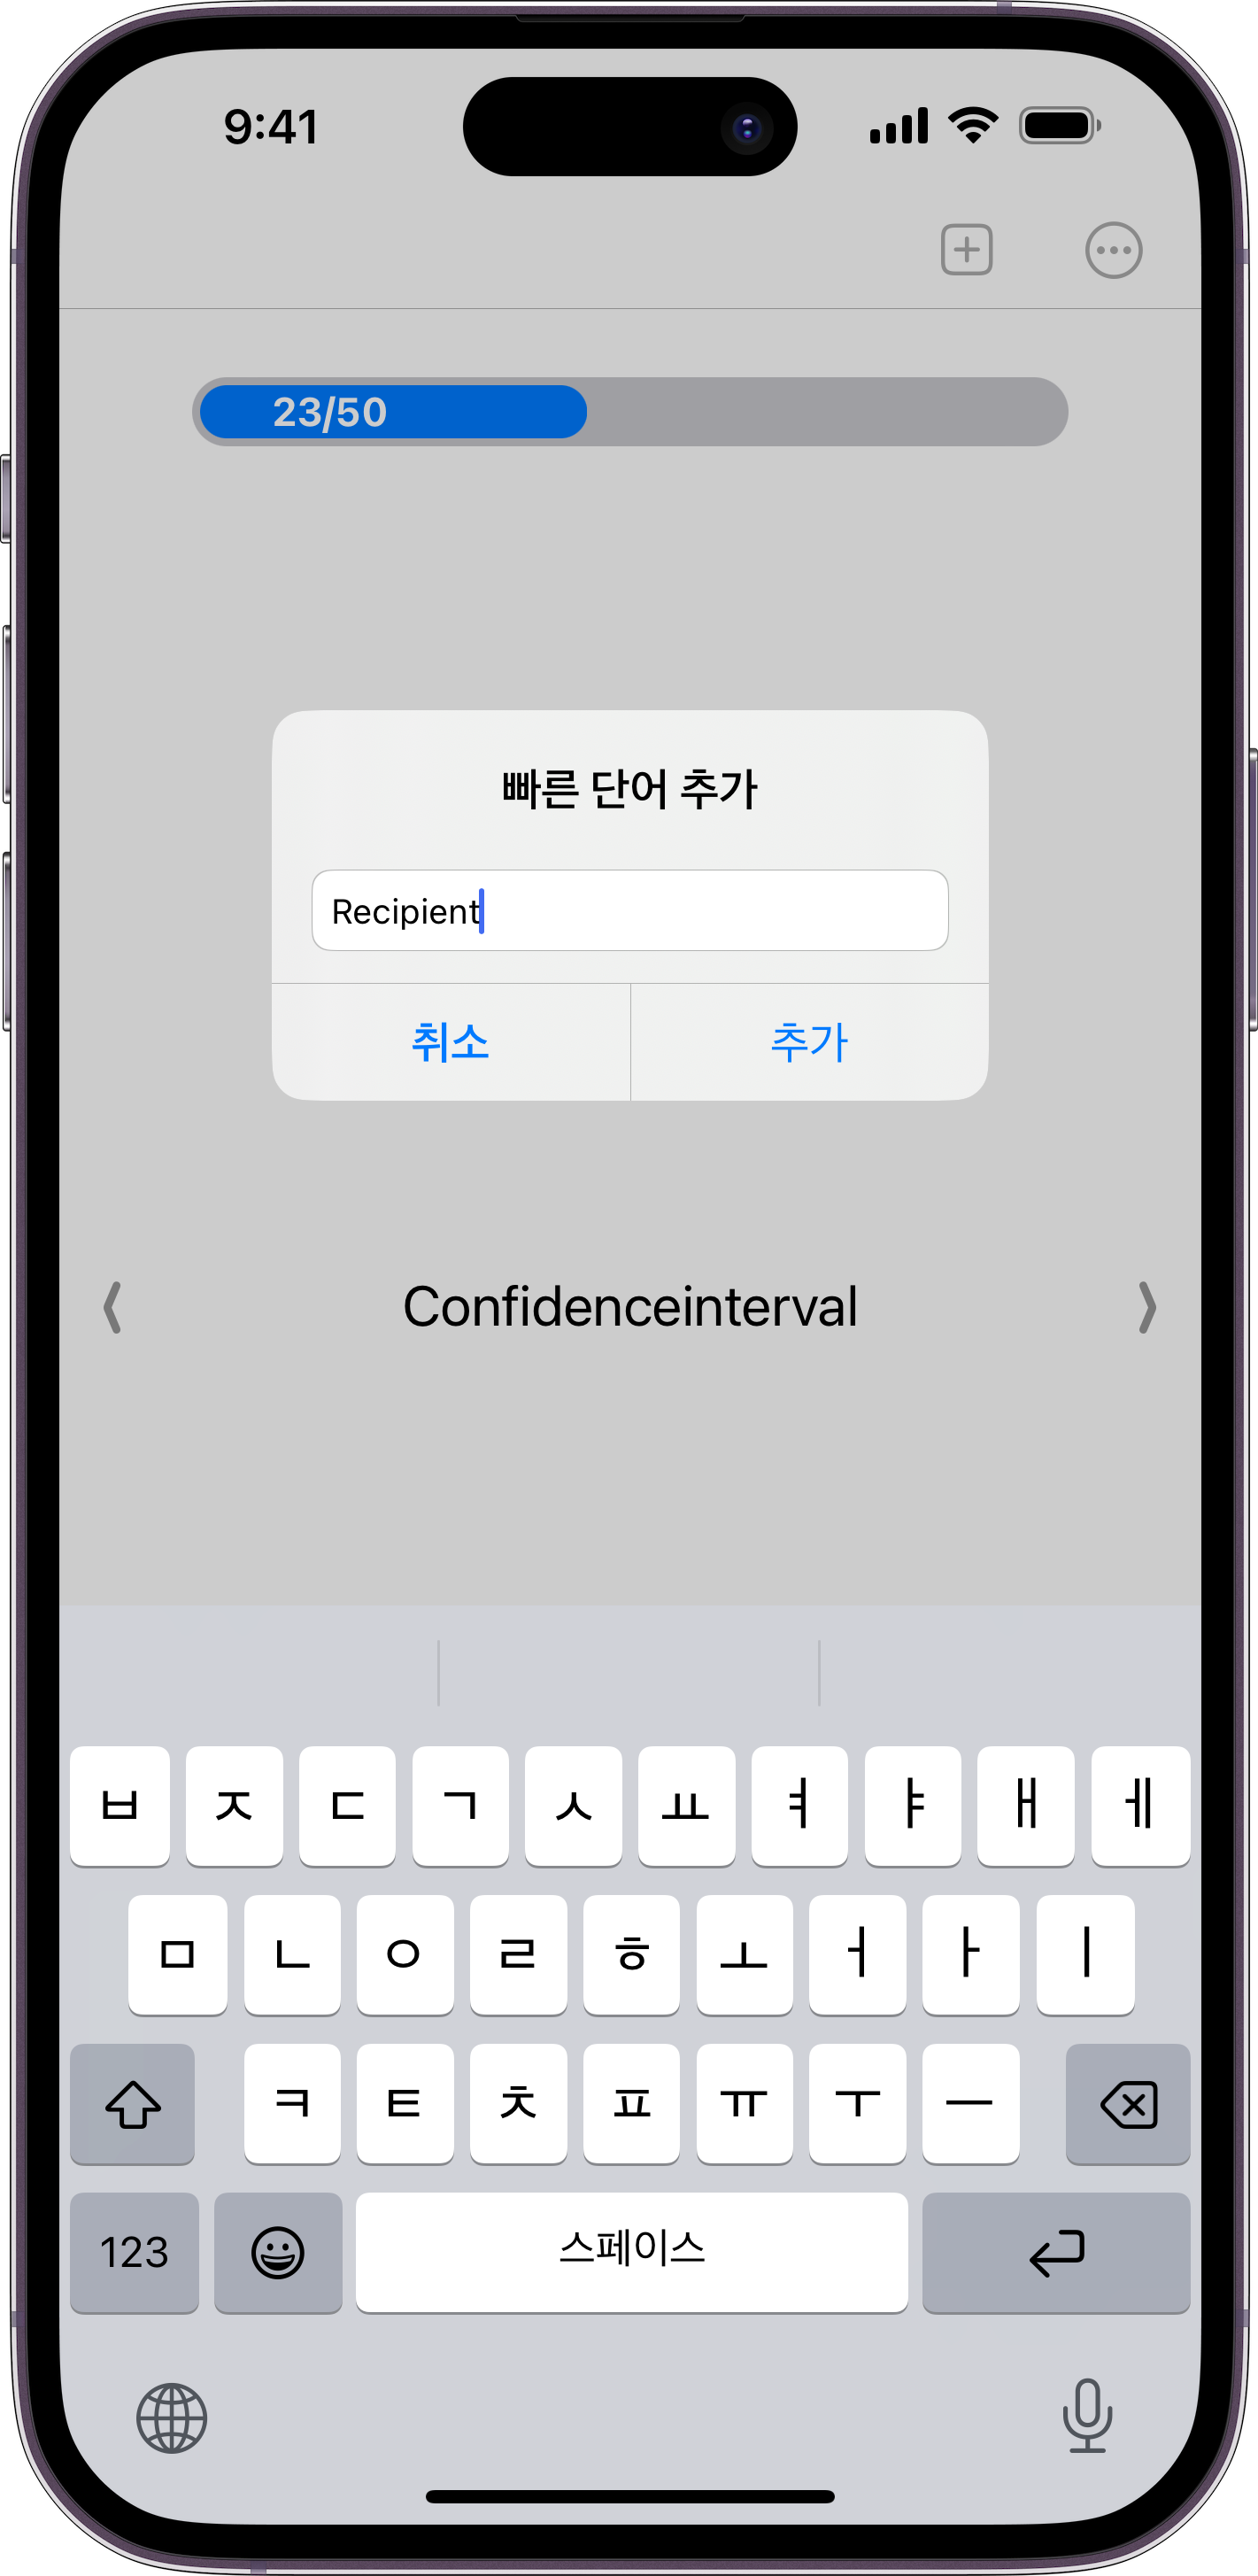 9:41
23/50
빠른 단어 추가
Recipient
취소 추가
Confidenceinterval
ㅂ ㅈ ㄷ ㄱ ㅅ ㅛ ㅕ ㅑ ㅐ ㅔ
ㅁ ㄴ ㅇ ㄹ ㅎ ㅗ ㅓ ㅏ ㅣ
ㅋ ㅌ ㅊ ㅍ ㅠ ㅜ ㅡ
123 스페이스